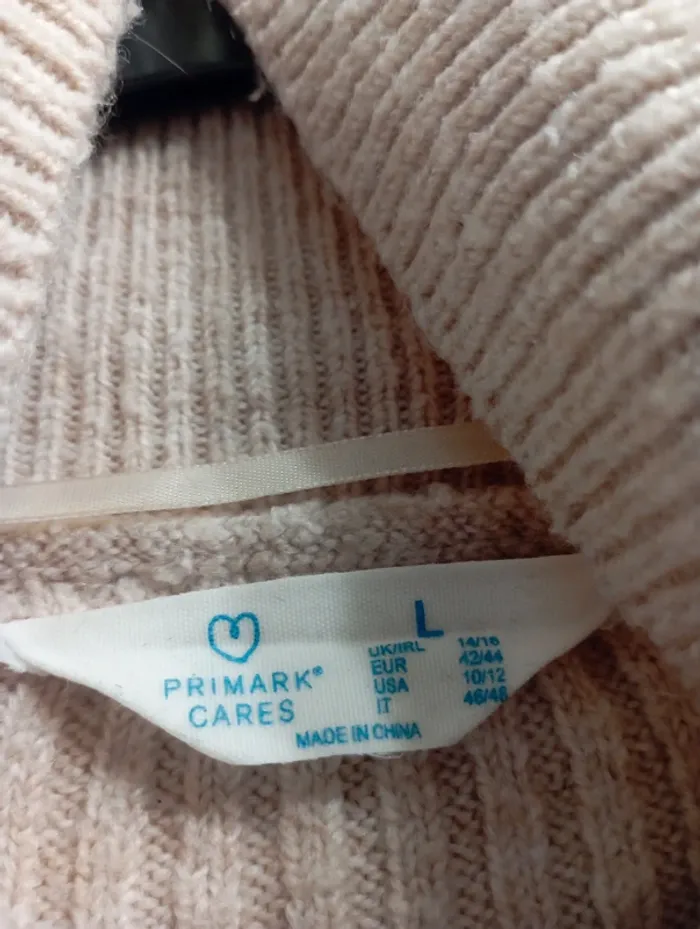 PRIMARK®
CARES
L
UK/IRL 14/16
EUR 42/44
USA 10/12
IT 46/48
MADE IN CHINA